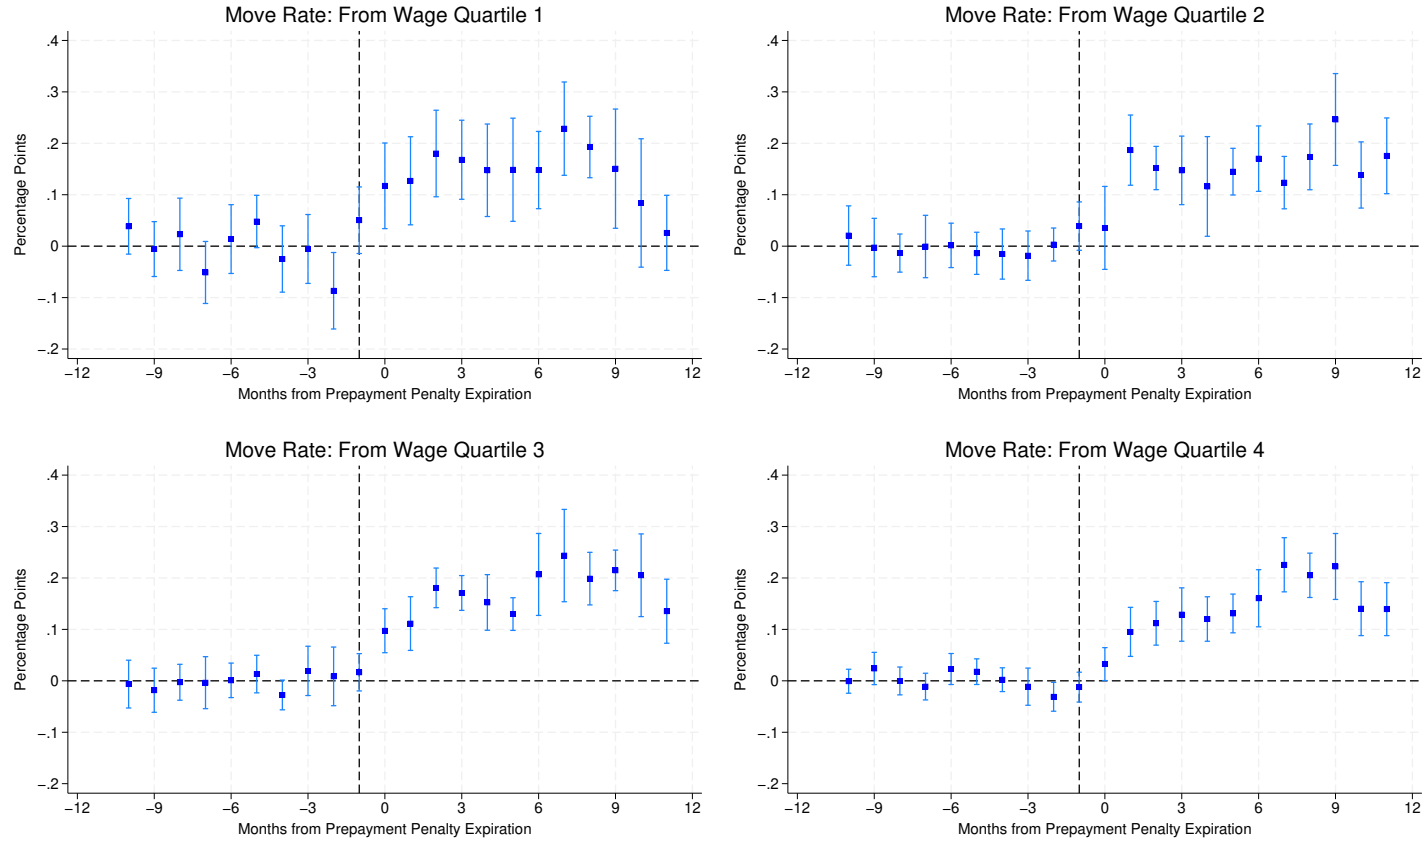 Move Rate: From Wage Quartile 1
.4
.3
.2
.1
0
−.1
−.2
Percentage Points
−12 −9 −6 −3 0 3 6 9 12
Months from Prepayment Penalty Expiration
Move Rate: From Wage Quartile 2
.4
.3
.2
.1
0
−.1
−.2
Percentage Points
−12 −9 −6 −3 0 3 6 9 12
Months from Prepayment Penalty Expiration
Move Rate: From Wage Quartile 3
.4
.3
.2
.1
0
−.1
−.2
Percentage Points
−12 −9 −6 −3 0 3 6 9 12
Months from Prepayment Penalty Expiration
Move Rate: From Wage Quartile 4
.4
.3
.2
.1
0
−.1
−.2
Percentage Points
−12 −9 −6 −3 0 3 6 9 12
Months from Prepayment Penalty Expiration